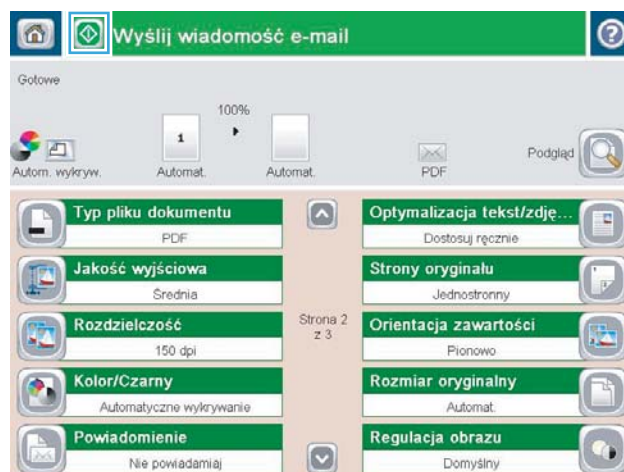 Wyślij wiadomość e-mail
?
Gotowe
100%
1
Autom. wykryw.
Automat.
Automat.
PDF
Podgląd
Typ pliku dokumentu
PDF
Optymalizacja tekst/zdję...
Dostosuj ręcznie
Jakość wyjściowa
Średnia
Strony oryginału
Jednostronny
Rozdzielczość
150 dpi
Strona 2
z 3
Orientacja zawartości
Pionowo
Kolor/Czarny
Automatyczne wykrywanie
Rozmiar oryginalny
Automat.
Powiadomienie
Nie powiadamiaj
Regulacja obrazu
Domyślny